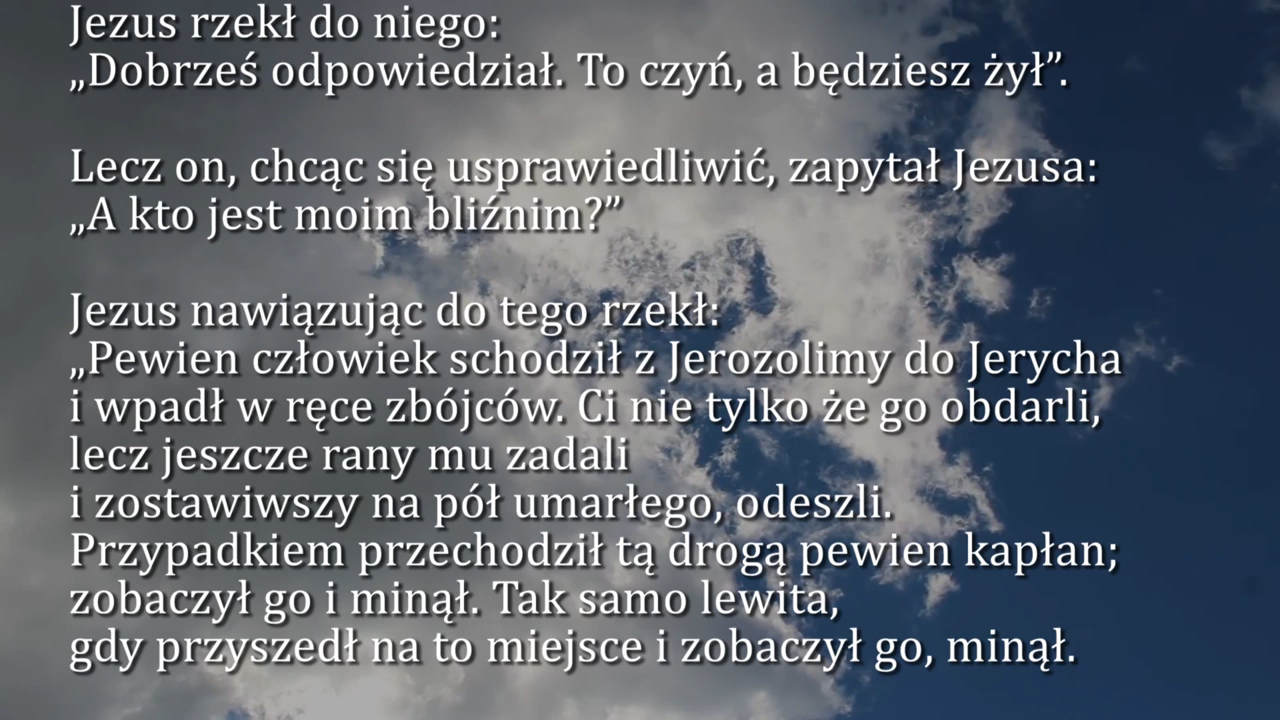 Jezus rzekł do niego:
„Dobrześ odpowiedział. To czyń, a będziesz żył”.
Lecz on, chcąc się usprawiedliwić, zapytał Jezusa:
„A kto jest moim bliźnim?”
Jezus nawiązując do tego rzekł:
„Pewien człowiek schodził z Jerozolimy do Jerycha
i wpadł w ręce zbójców. Ci nie tylko że go obdarli,
lecz jeszcze rany mu zadali
i zostawiwszy na pół umarłego, odeszli.
Przypadkiem przechodził tą drogą pewien kapłan;
zobaczył go i minął. Tak samo lewita,
gdy przyszedł na to miejsce i zobaczył go, minął.